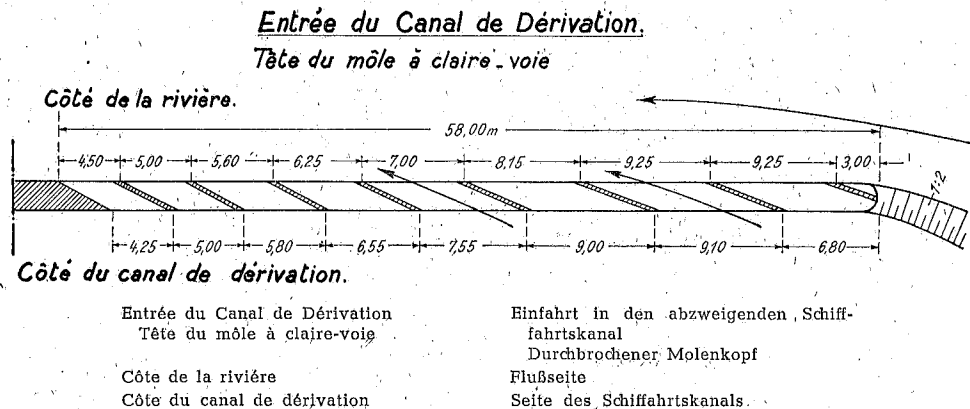 Entrée du Canal de Dérivation.
Tête du môle à claire-voie
Côté de la rivière.
58,00m
4,50 5,00 5,60 6,25 7,00 8,15 9,25 9,25 3,00
1:2
4,25 5,00 5,80 6,55 7,55 9,00 9,10 6,80
Côté du canal de dérivation.
Entrée du Canal de Dérivation
Tête du môle à claire-voie
Côte de la riviére
Côte du canal de dérivation
Einfahrt in den abzweigenden Schiff-
fahrtskanal
Durchbrochener Molenkopf
Flußseite
Seite des Schiffahrtskanals.